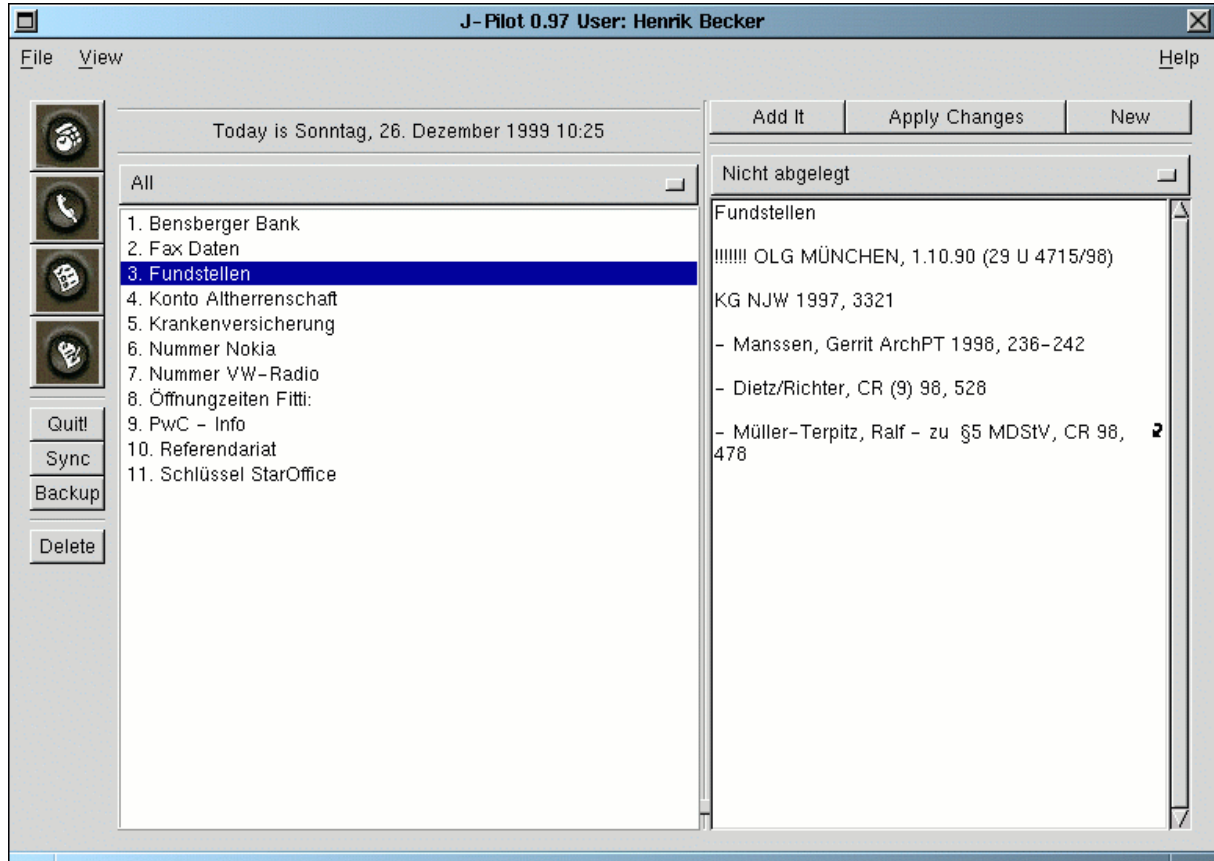 J-Pilot 0.97 User: Henrik Becker
File View Help
Today is Sonntag, 26. Dezember 1999 10:25
Add It Apply Changes New
All
Nicht abgelegt
1. Bensberger Bank
2. Fax Daten
3. Fundstellen
4. Konto Altherrenschaft
5. Krankenversicherung
6. Nummer Nokia
7. Nummer VW-Radio
8. Öffnungzeiten Fitti:
9. PwC - Info
10. Referendariat
11. Schlüssel StarOffice
Fundstellen
!!!!!!! OLG MÜNCHEN, 1.10.90 (29 U 4715/98)
KG NJW 1997, 3321
- Manssen, Gerrit ArchPT 1998, 236-242
- Dietz/Richter, CR (9) 98, 528
- Müller-Terpitz, Ralf - zu §5 MDStV, CR 98,
478
Quit!
Sync
Backup
Delete